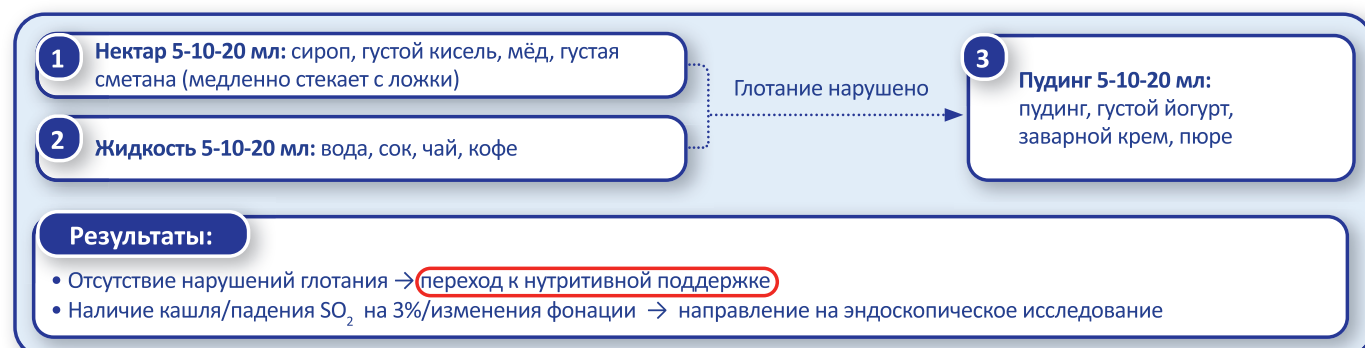 1
Нектар 5-10-20 мл: сироп, густой кисель, мёд, густая
сметана (медленно стекает с ложки)
2
Жидкость 5-10-20 мл: вода, сок, чай, кофе
Глотание нарушено
3
Пудинг 5-10-20 мл:
пудинг, густой йогурт,
заварной крем, пюре
Результаты:
• Отсутствие нарушений глотания → переход к нутритивной поддержке
• Наличие кашля/падения SO₂ на 3%/изменения фонации → направление на эндоскопическое исследование